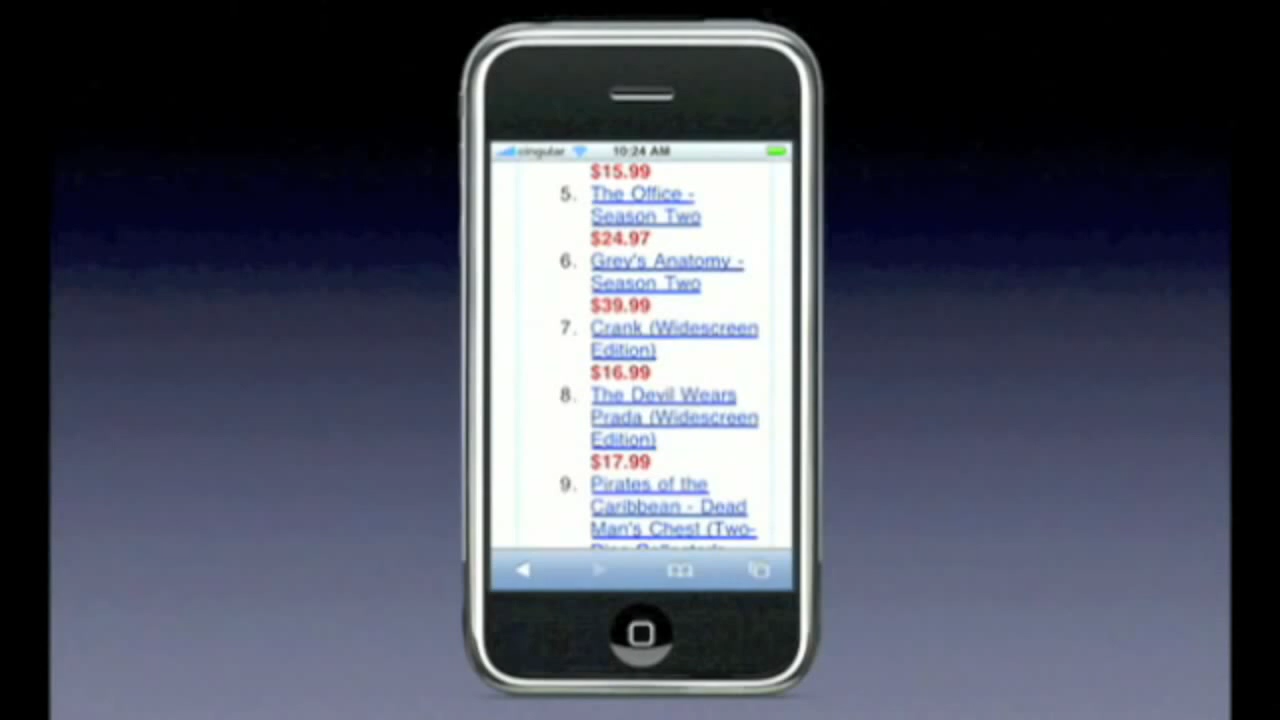 cingular 10:24 AM
$15.99
5. The Office -
Season Two
$24.97
6. Grey's Anatomy -
Season Two
$39.99
7. Crank (Widescreen
Edition)
$16.99
8. The Devil Wears
Prada (Widescreen
Edition)
$17.99
9. Pirates of the
Caribbean - Dead
Man's Chest (Two-